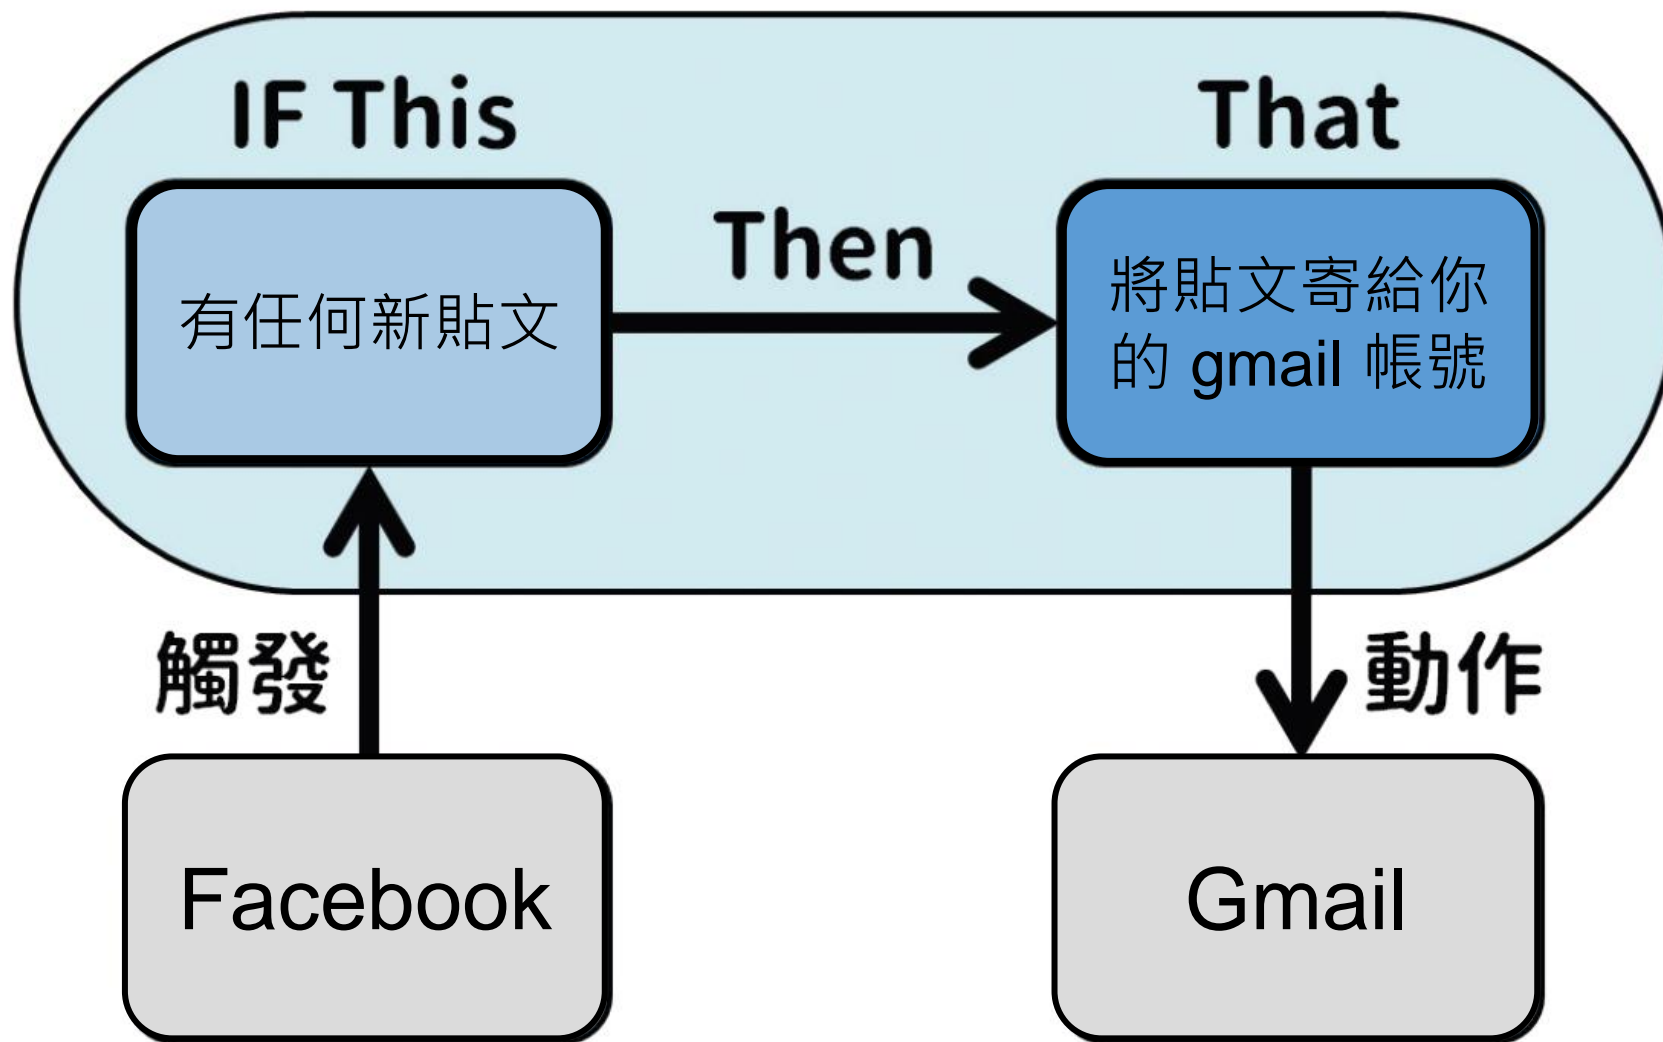 IF This
That
Then
有任何新貼文
將貼文寄給你
的 gmail 帳號
觸發
動作
Facebook
Gmail